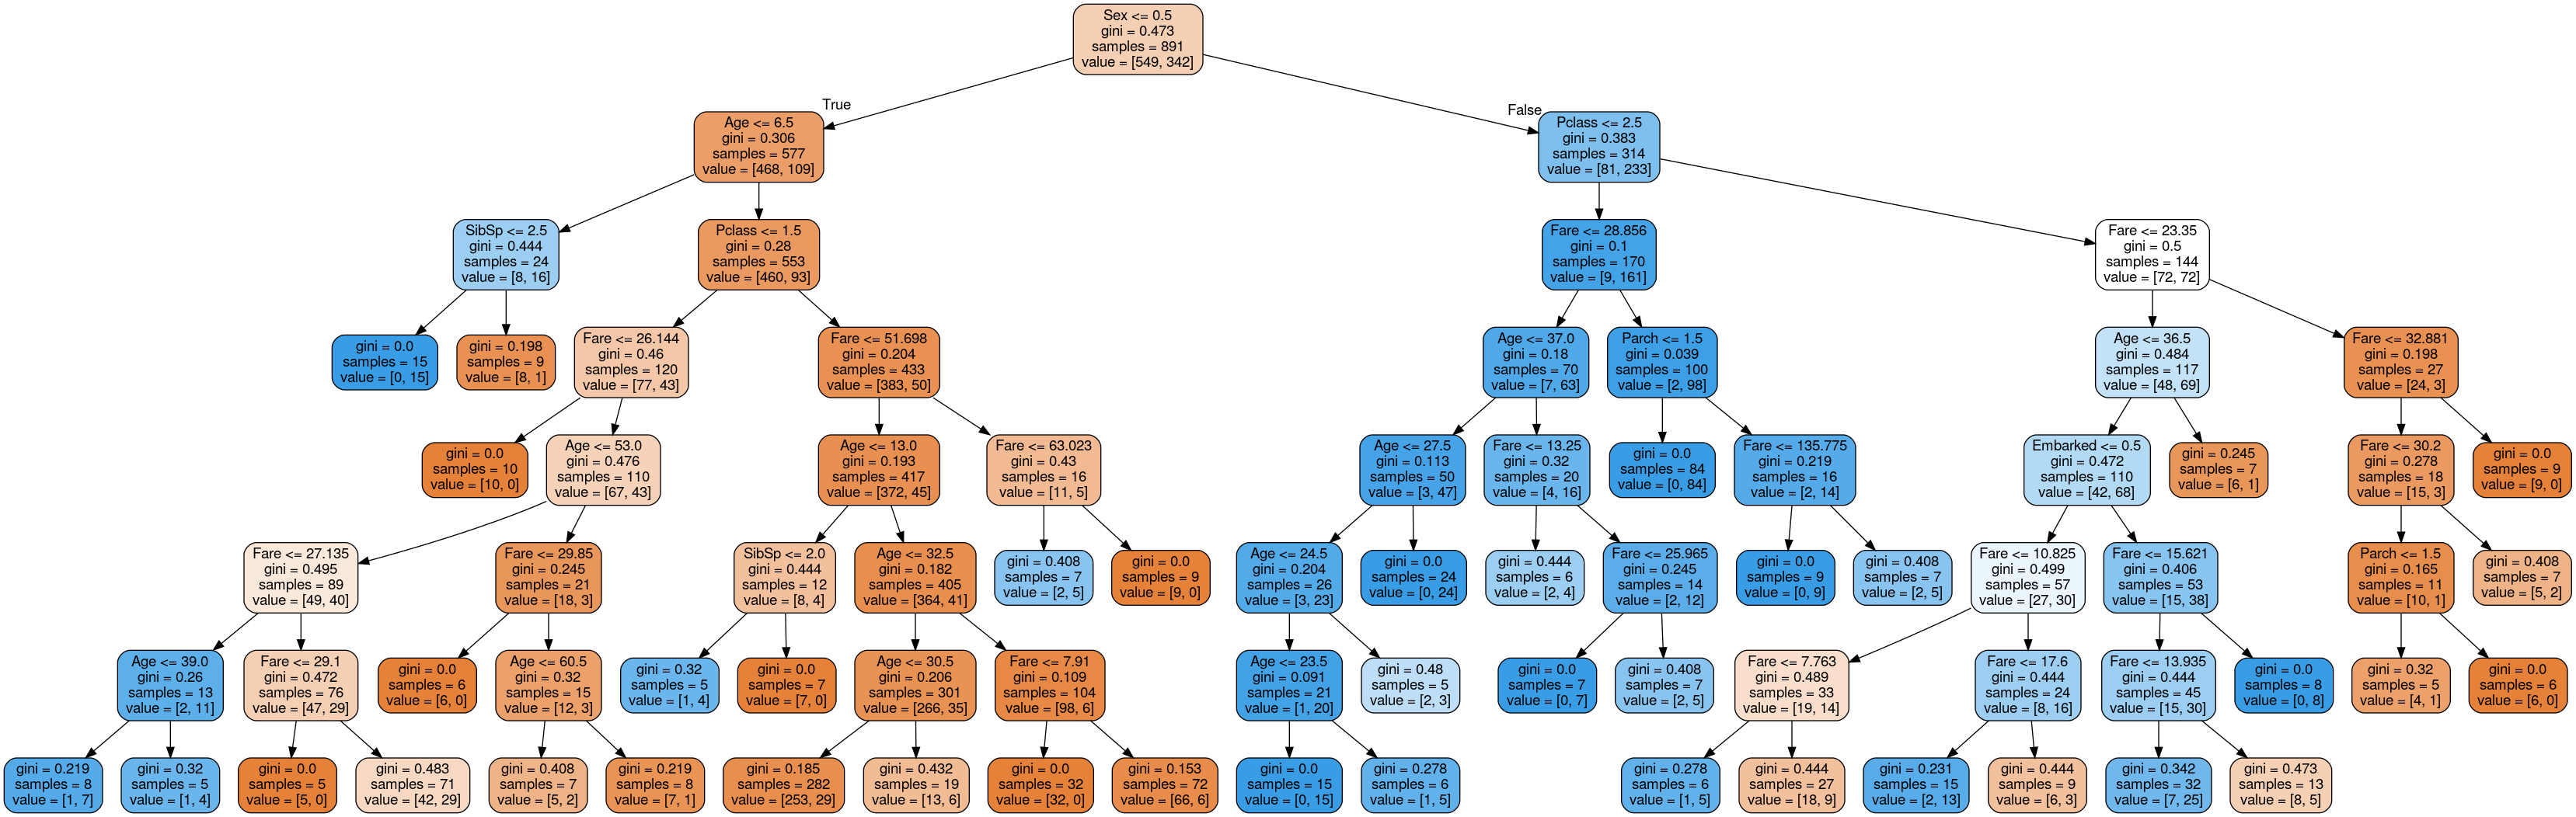 Sex <= 0.5
gini = 0.473
samples = 891
value = [549, 342]
True
False
Age <= 6.5
gini = 0.306
samples = 577
value = [468, 109]
Pclass <= 2.5
gini = 0.383
samples = 314
value = [81, 233]
SibSp <= 2.5
gini = 0.444
samples = 24
value = [8, 16]
Pclass <= 1.5
gini = 0.28
samples = 553
value = [460, 93]
Fare <= 28.856
gini = 0.1
samples = 170
value = [9, 161]
Fare <= 23.35
gini = 0.5
samples = 144
value = [72, 72]
gini = 0.0
samples = 15
value = [0, 15]
gini = 0.198
samples = 9
value = [8, 1]
Fare <= 26.144
gini = 0.46
samples = 120
value = [77, 43]
Fare <= 51.698
gini = 0.204
samples = 433
value = [383, 50]
Age <= 37.0
gini = 0.18
samples = 70
value = [7, 63]
Parch <= 1.5
gini = 0.039
samples = 100
value = [2, 98]
Age <= 36.5
gini = 0.484
samples = 117
value = [48, 69]
Fare <= 32.881
gini = 0.198
samples = 27
value = [24, 3]
gini = 0.0
samples = 10
value = [10, 0]
Age <= 53.0
gini = 0.476
samples = 110
value = [67, 43]
Age <= 13.0
gini = 0.193
samples = 417
value = [372, 45]
Fare <= 63.023
gini = 0.43
samples = 16
value = [11, 5]
Age <= 27.5
gini = 0.113
samples = 50
value = [3, 47]
Fare <= 13.25
gini = 0.32
samples = 20
value = [4, 16]
gini = 0.0
samples = 84
value = [0, 84]
Fare <= 135.775
gini = 0.219
samples = 16
value = [2, 14]
Embarked <= 0.5
gini = 0.472
samples = 110
value = [42, 68]
gini = 0.245
samples = 7
value = [6, 1]
Fare <= 30.2
gini = 0.278
samples = 18
value = [15, 3]
gini = 0.0
samples = 9
value = [9, 0]
Fare <= 27.135
gini = 0.495
samples = 89
value = [49, 40]
Fare <= 29.85
gini = 0.245
samples = 21
value = [18, 3]
SibSp <= 2.0
gini = 0.444
samples = 12
value = [8, 4]
Age <= 32.5
gini = 0.182
samples = 405
value = [364, 41]
gini = 0.408
samples = 7
value = [2, 5]
gini = 0.0
samples = 9
value = [9, 0]
Age <= 24.5
gini = 0.204
samples = 26
value = [3, 23]
gini = 0.0
samples = 24
value = [0, 24]
gini = 0.444
samples = 6
value = [2, 4]
Fare <= 25.965
gini = 0.245
samples = 14
value = [2, 12]
gini = 0.0
samples = 9
value = [0, 9]
gini = 0.408
samples = 7
value = [2, 5]
Fare <= 10.825
gini = 0.499
samples = 57
value = [27, 30]
Fare <= 15.621
gini = 0.406
samples = 53
value = [15, 38]
Parch <= 1.5
gini = 0.165
samples = 11
value = [10, 1]
gini = 0.408
samples = 7
value = [5, 2]
Age <= 39.0
gini = 0.26
samples = 13
value = [2, 11]
Fare <= 29.1
gini = 0.472
samples = 76
value = [47, 29]
gini = 0.0
samples = 6
value = [6, 0]
Age <= 60.5
gini = 0.32
samples = 15
value = [12, 3]
gini = 0.32
samples = 5
value = [1, 4]
gini = 0.0
samples = 7
value = [7, 0]
Age <= 30.5
gini = 0.206
samples = 301
value = [266, 35]
Fare <= 7.91
gini = 0.109
samples = 104
value = [98, 6]
Age <= 23.5
gini = 0.091
samples = 21
value = [1, 20]
gini = 0.48
samples = 5
value = [2, 3]
gini = 0.0
samples = 7
value = [0, 7]
gini = 0.408
samples = 7
value = [2, 5]
Fare <= 7.763
gini = 0.489
samples = 33
value = [19, 14]
Fare <= 17.6
gini = 0.444
samples = 24
value = [8, 16]
Fare <= 13.935
gini = 0.444
samples = 45
value = [15, 30]
gini = 0.0
samples = 8
value = [0, 8]
gini = 0.32
samples = 5
value = [4, 1]
gini = 0.0
samples = 6
value = [6, 0]
gini = 0.219
samples = 8
value = [1, 7]
gini = 0.32
samples = 5
value = [1, 4]
gini = 0.0
samples = 5
value = [5, 0]
gini = 0.483
samples = 71
value = [42, 29]
gini = 0.408
samples = 7
value = [5, 2]
gini = 0.219
samples = 8
value = [7, 1]
gini = 0.185
samples = 282
value = [253, 29]
gini = 0.432
samples = 19
value = [13, 6]
gini = 0.0
samples = 32
value = [32, 0]
gini = 0.153
samples = 72
value = [66, 6]
gini = 0.0
samples = 15
value = [0, 15]
gini = 0.278
samples = 6
value = [1, 5]
gini = 0.278
samples = 6
value = [1, 5]
gini = 0.444
samples = 27
value = [18, 9]
gini = 0.231
samples = 15
value = [2, 13]
gini = 0.444
samples = 9
value = [6, 3]
gini = 0.342
samples = 32
value = [7, 25]
gini = 0.473
samples = 13
value = [8, 5]